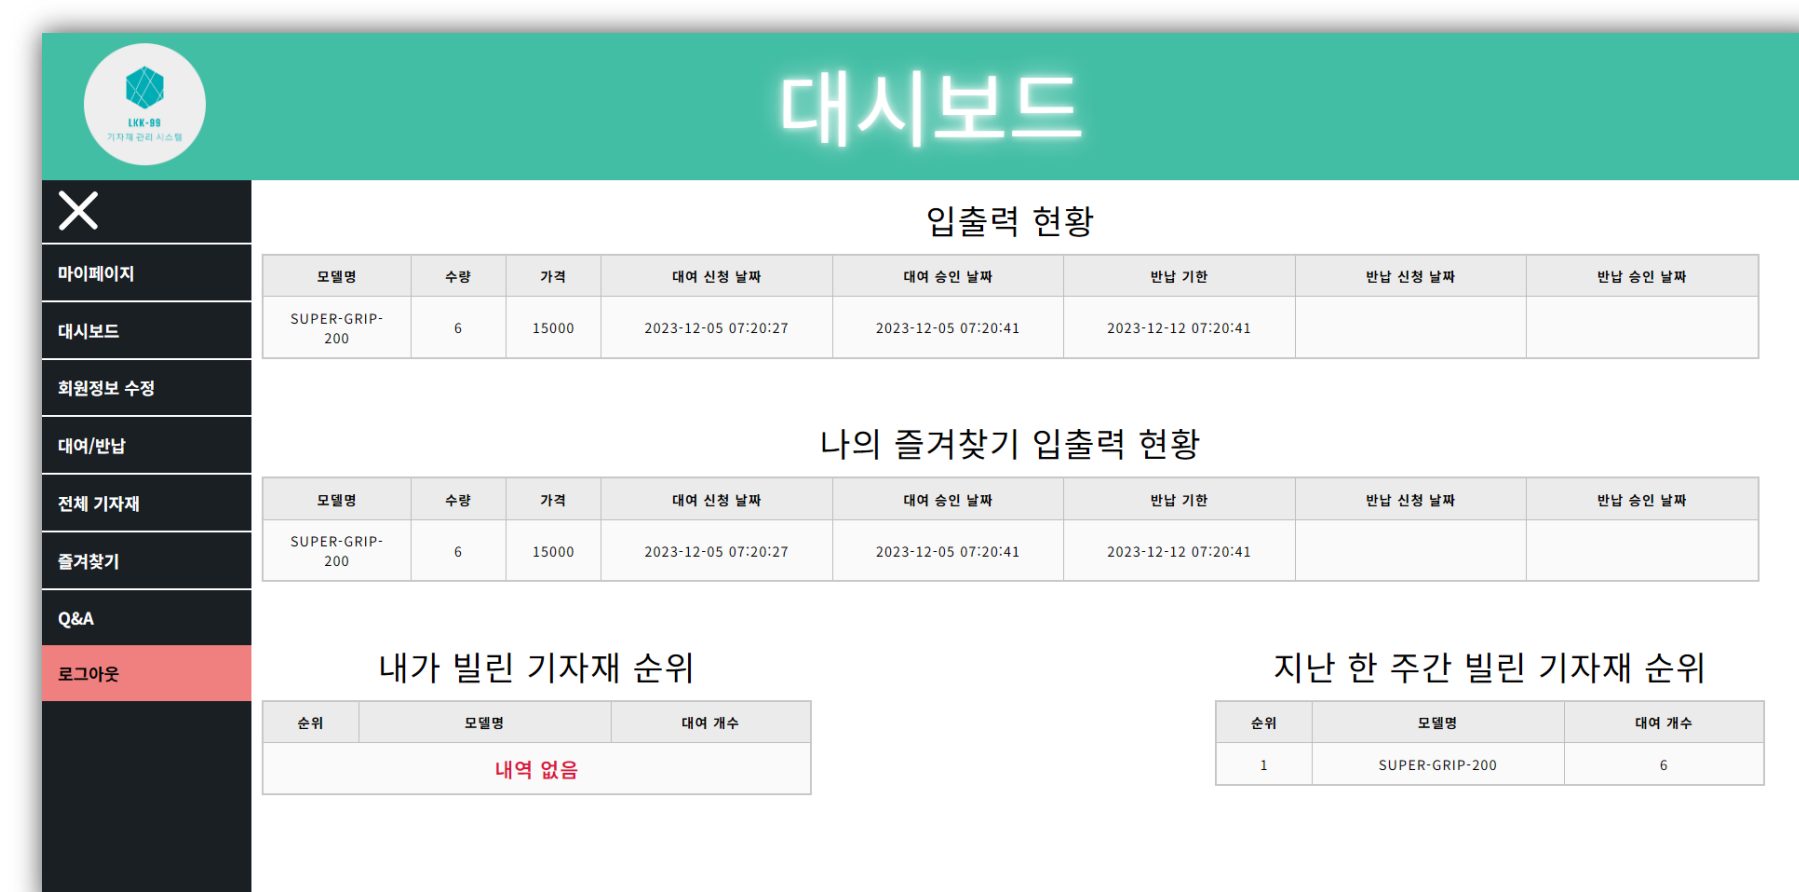 LKK-99
기자재 관리 시스템
대시보드
마이페이지
대시보드
회원정보 수정
대여/반납
전체 기자재
즐겨찾기
Q&A
로그아웃
입출력 현황
모델명 수량 가격 대여 신청 날짜 대여 승인 날짜 반납 기한 반납 신청 날짜 반납 승인 날짜
SUPER-GRIP-
200 6 15000 2023-12-05 07:20:27 2023-12-05 07:20:41 2023-12-12 07:20:41
나의 즐겨찾기 입출력 현황
모델명 수량 가격 대여 신청 날짜 대여 승인 날짜 반납 기한 반납 신청 날짜 반납 승인 날짜
SUPER-GRIP-
200 6 15000 2023-12-05 07:20:27 2023-12-05 07:20:41 2023-12-12 07:20:41
내가 빌린 기자재 순위
순위 모델명 대여 개수
내역 없음
지난 한 주간 빌린 기자재 순위
순위 모델명 대여 개수
1 SUPER-GRIP-200 6